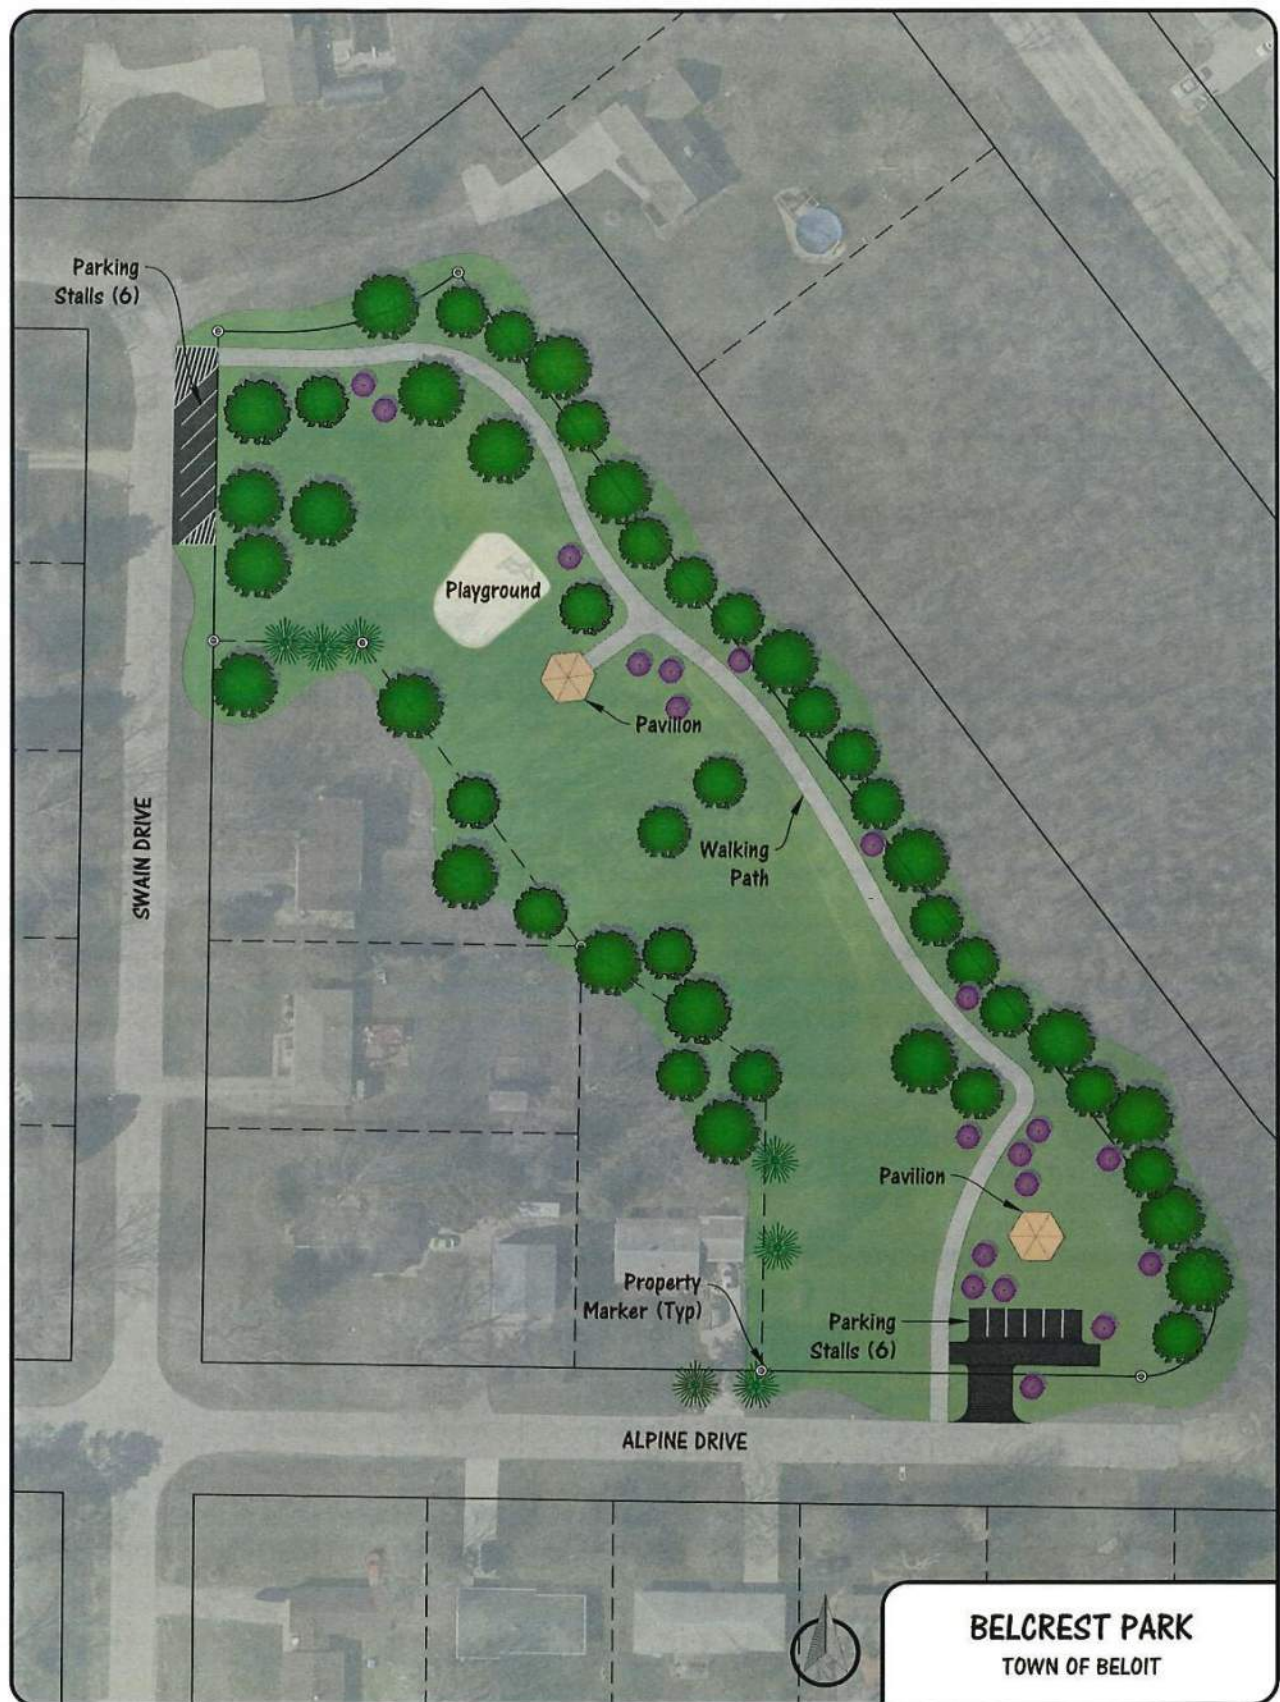 Parking
Stalls (6)
Playground
Pavilion
Walking
Path
SWAIN DRIVE
Pavilion
Property
Marker (Typ)
Parking
Stalls (6)
ALPINE DRIVE
BELCREST PARK
TOWN OF BELOIT